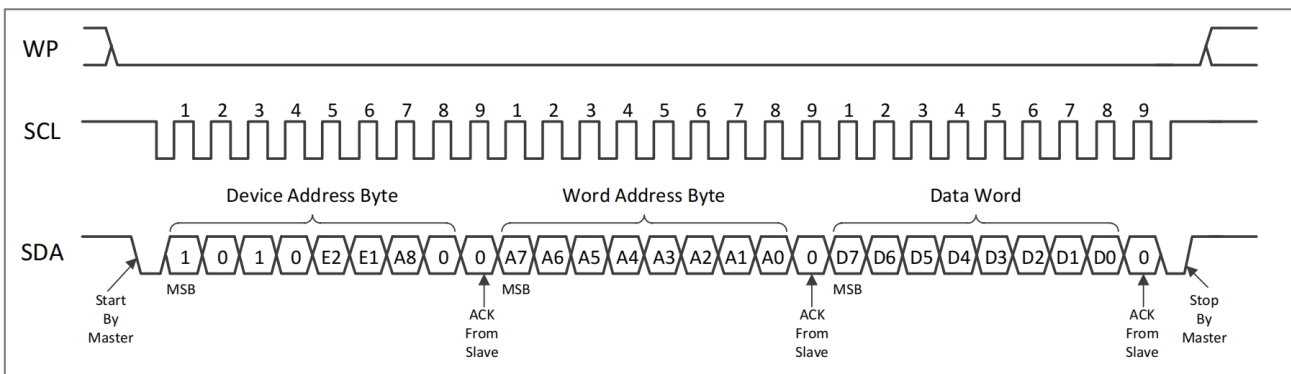 WP
1 2 3 4 5 6 7 8 9 1 2 3 4 5 6 7 8 9 1 2 3 4 5 6 7 8 9
SCL
Device Address Byte Word Address Byte Data Word
SDA 1 0 1 0 E2 E1 A8 0 0 A7 A6 A5 A4 A3 A2 A1 A0 0 D7 D6 D5 D4 D3 D2 D1 D0 0
MSB MSB MSB
Start
By
Master
ACK
From
Slave
ACK
From
Slave
ACK
From
Slave
Stop
By
Master